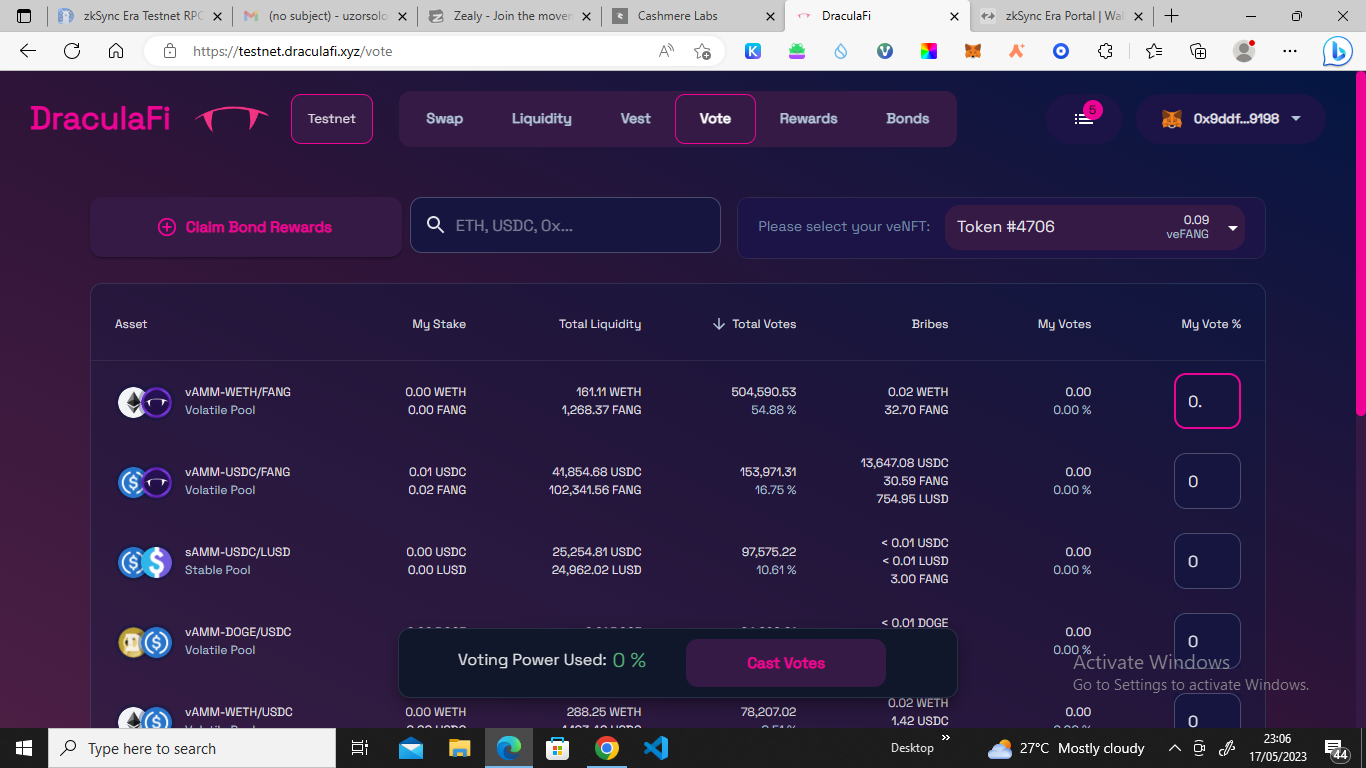 zkSync Era Testnet RPC
(no subject) - uzorsolo
Zealy - Join the movem
Cashmere Labs
DraculaFi
zkSync Era Portal | Wal
https://testnet.draculafi.xyz/vote
DraculaFi
Testnet
Swap
Liquidity
Vest
Vote
Rewards
Bonds
5
0x9ddf...9198
Claim Bond Rewards
ETH, USDC, 0x...
Please select your veNFT:
Token #4706
0.09
veFANG
Asset My Stake Total Liquidity Total Votes Bribes My Votes My Vote %
vAMM-WETH/FANG 0.00 WETH 161.11 WETH 504,590.53 0.02 WETH 0.00 0.
Volatile Pool 0.00 FANG 1,268.37 FANG 54.88 % 32.70 FANG 0.00 %
13,647.08 USDC
vAMM-USDC/FANG 0.01 USDC 41,854.68 USDC 153,971.31 30.59 FANG 0.00 0
Volatile Pool 0.02 FANG 102,341.56 FANG 16.75 % 754.95 LUSD 0.00 %
< 0.01 USDC
sAMM-USDC/LUSD 0.00 USDC 25,254.81 USDC 97,575.22 < 0.01 LUSD 0.00 0
Stable Pool 0.00 LUSD 24,962.02 LUSD 10.61 % 3.00 FANG 0.00 %
< 0.01 DOGE
vAMM-DOGE/USDC 0.00 0
Volatile Pool 0.00 %
Voting Power Used: 0 %
Cast Votes
Activate Windows
Go to Settings to activate Windows.
0.02 WETH
vAMM-WETH/USDC 0.00 WETH 288.25 WETH 78,207.02 1.42 USDC 0.00 0
Type here to search
Desktop
27°C Mostly cloudy
23:06
17/05/2023
44